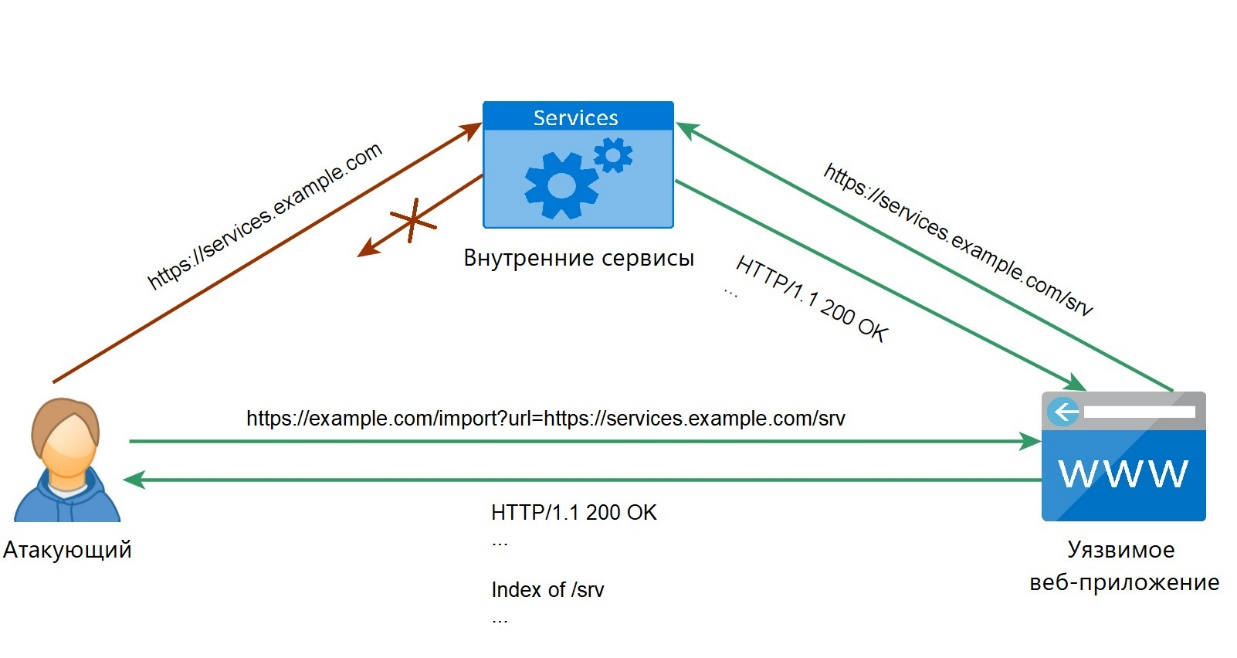 Services
https://services.example.com
https://services.example.com/srv
Внутренние сервисы
HTTP/1.1 200 OK
...
https://example.com/import?url=https://services.example.com/srv
WWW
HTTP/1.1 200 OK
...
Index of /srv
...
Атакующий
Уязвимое
веб-приложение